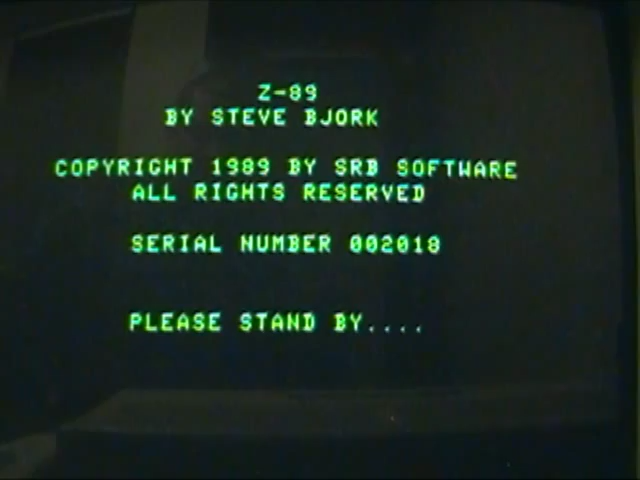 Z-89
BY STEVE BJORK
COPYRIGHT 1989 BY SRB SOFTWARE
ALL RIGHTS RESERVED
SERIAL NUMBER 002018
PLEASE STAND BY....